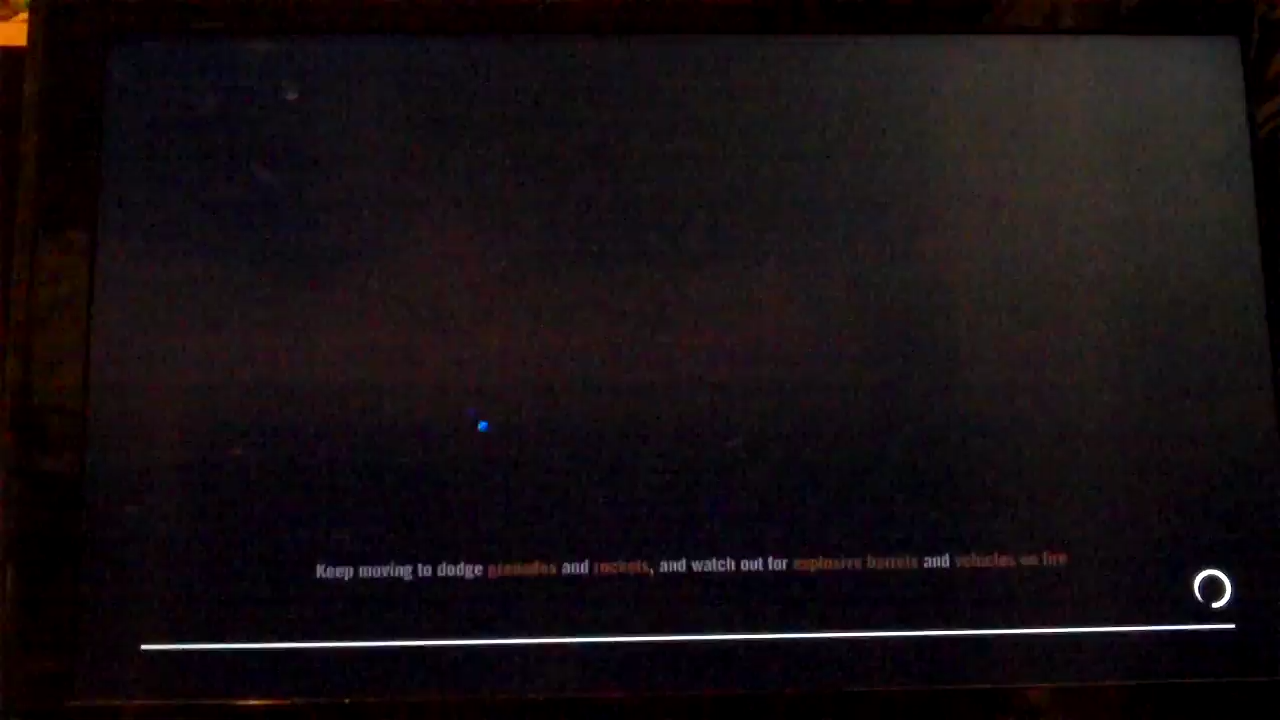 Keep moving to dodge grenades and rockets, and watch out for explosive barrels and vehicles on fire